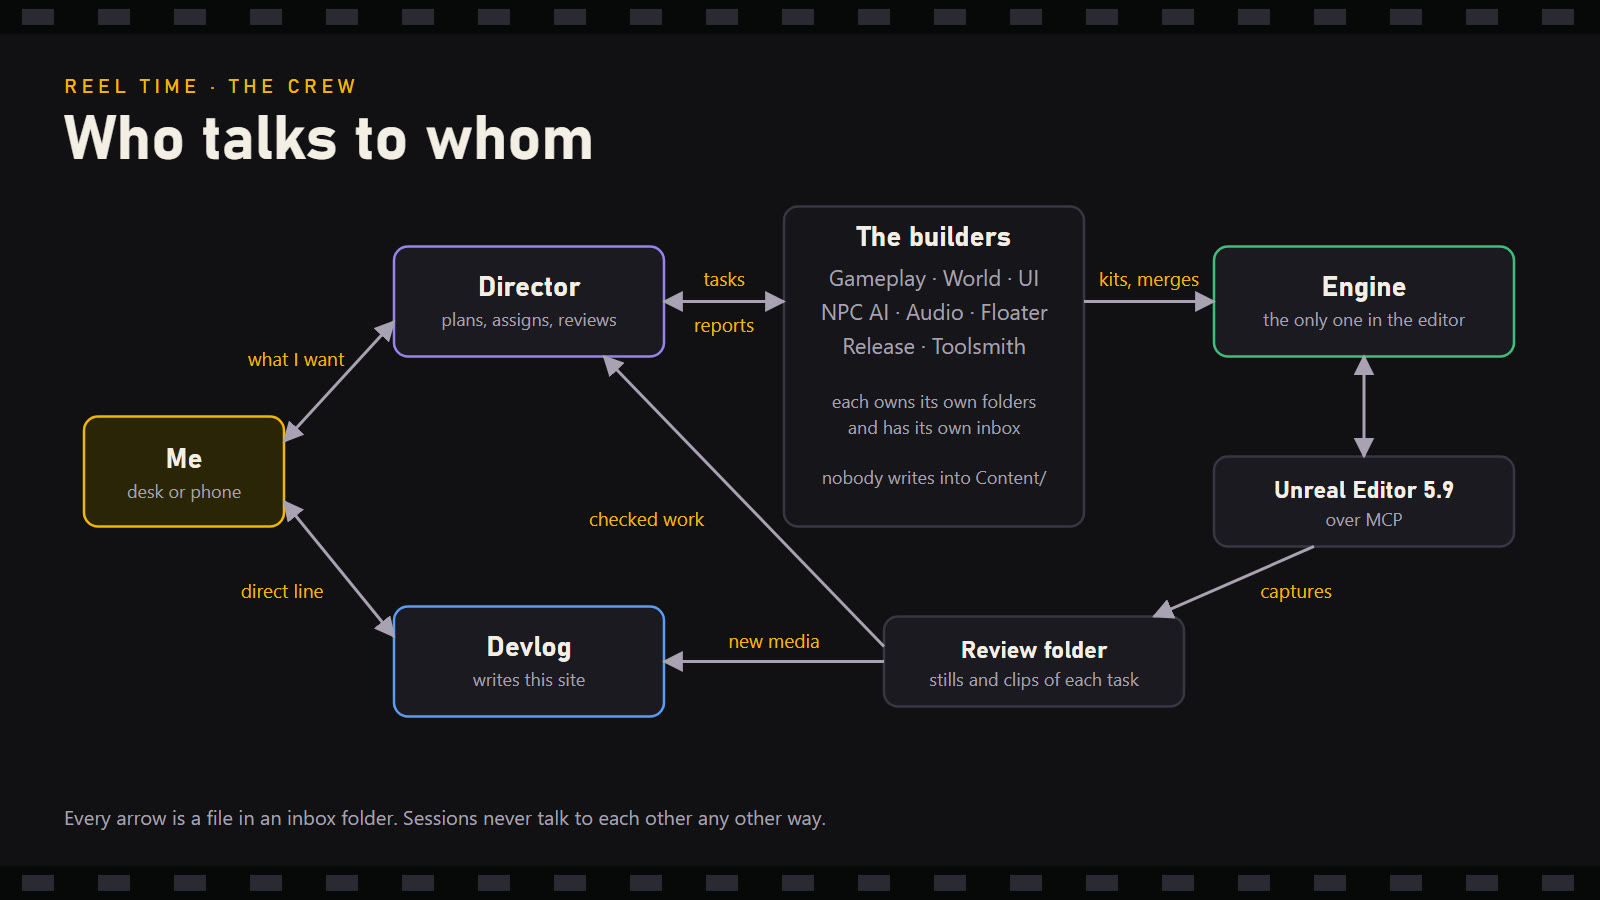 REEL TIME · THE CREW
Who talks to whom
The builders
Gameplay · World · UI
NPC AI · Audio · Floater
Release · Toolsmith
each owns its own folders
and has its own inbox
nobody writes into Content/
Director
plans, assigns, reviews
tasks
reports
kits, merges
Engine
the only one in the editor
what I want
Me
desk or phone
Unreal Editor 5.9
over MCP
checked work
direct line
captures
Devlog
writes this site
new media
Review folder
stills and clips of each task
Every arrow is a file in an inbox folder. Sessions never talk to each other any other way.